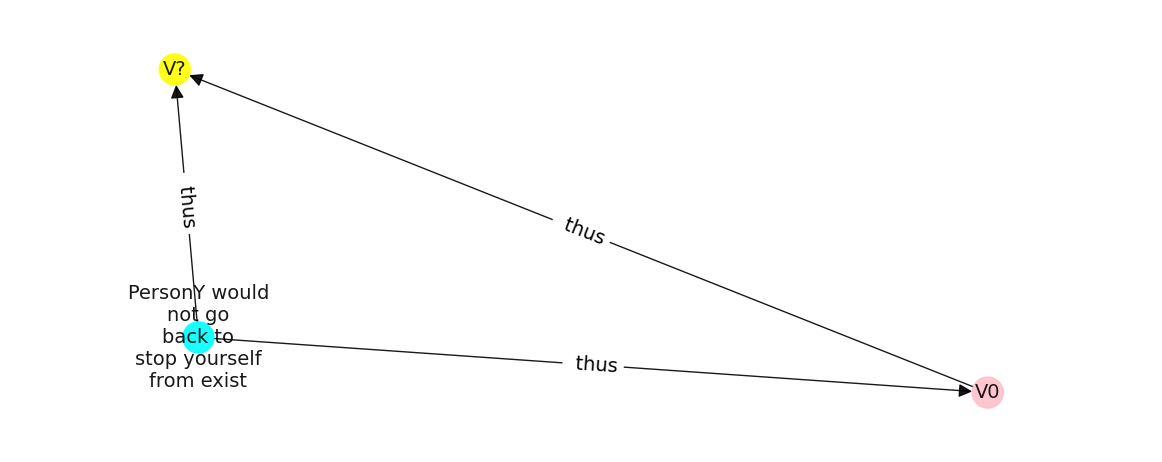 V?
thus
thus
PersonY would
not go
back to
stop yourself
from exist
thus
V0